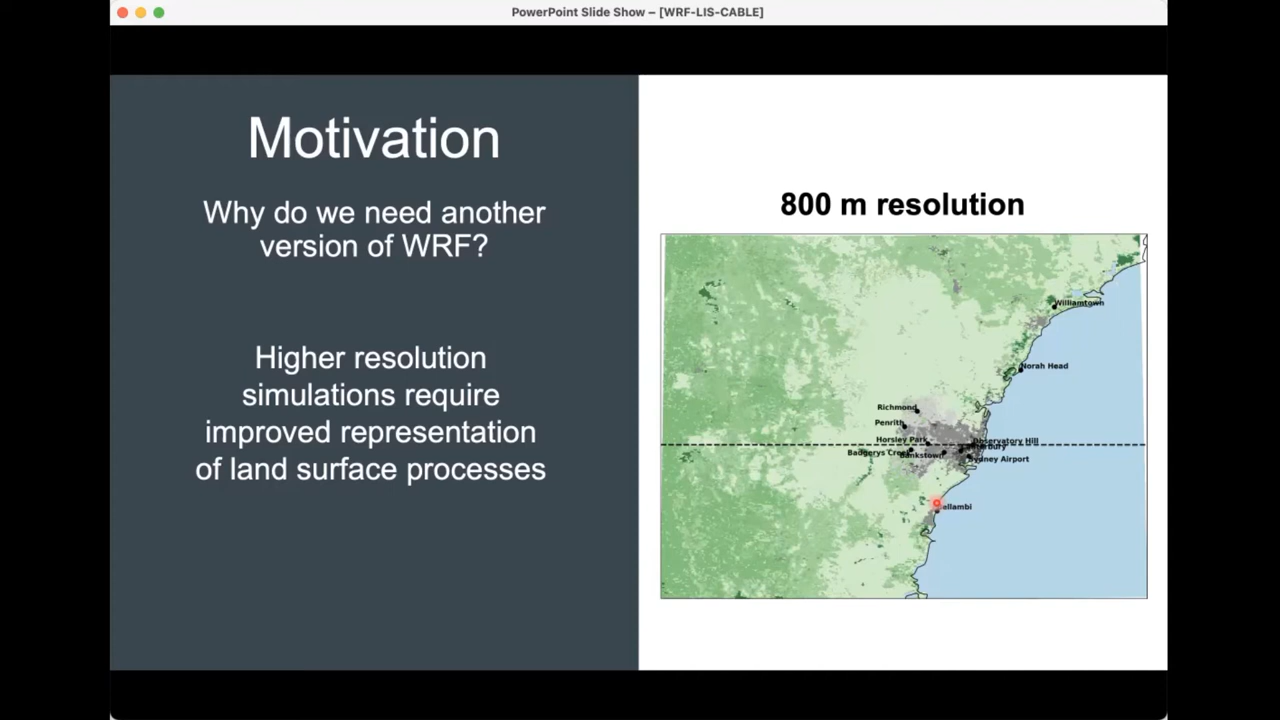 PowerPoint Slide Show – [WRF-LIS-CABLE]
Motivation
Why do we need another
version of WRF?
Higher resolution
simulations require
improved representation
of land surface processes
800 m resolution
Williamtown
Norah Head
Richmond
Penrith
Horsley Park
Observatory Hill
Badgerys
Bankstown
Sydney Airport